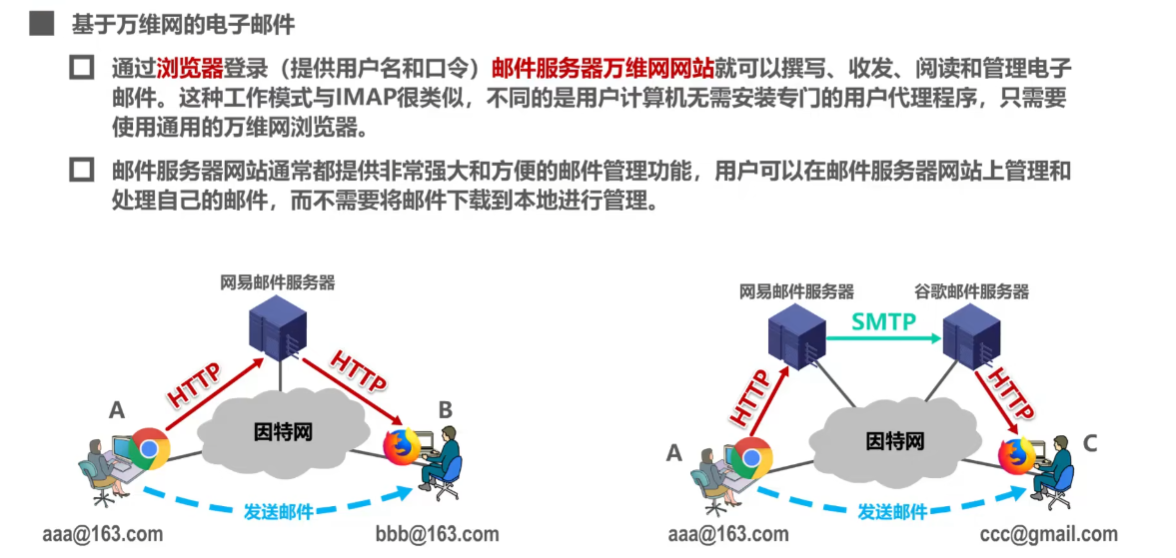 基于万维网的电子邮件
通过浏览器登录（提供用户名和口令）邮件服务器万维网网站就可以撰写、收发、阅读和管理电子
邮件。这种工作模式与IMAP很类似，不同的是用户计算机无需安装专门的用户代理程序，只需要
使用通用的万维网浏览器。
邮件服务器网站通常都提供非常强大和方便的邮件管理功能，用户可以在邮件服务器网站上管理和
处理自己的邮件，而不需要将邮件下载到本地进行管理。
网易邮件服务器
HTTP
HTTP
A
B
因特网
发送邮件
aaa@163.com
bbb@163.com
网易邮件服务器
谷歌邮件服务器
SMTP
HTTP
HTTP
A
C
因特网
发送邮件
aaa@163.com
ccc@gmail.com